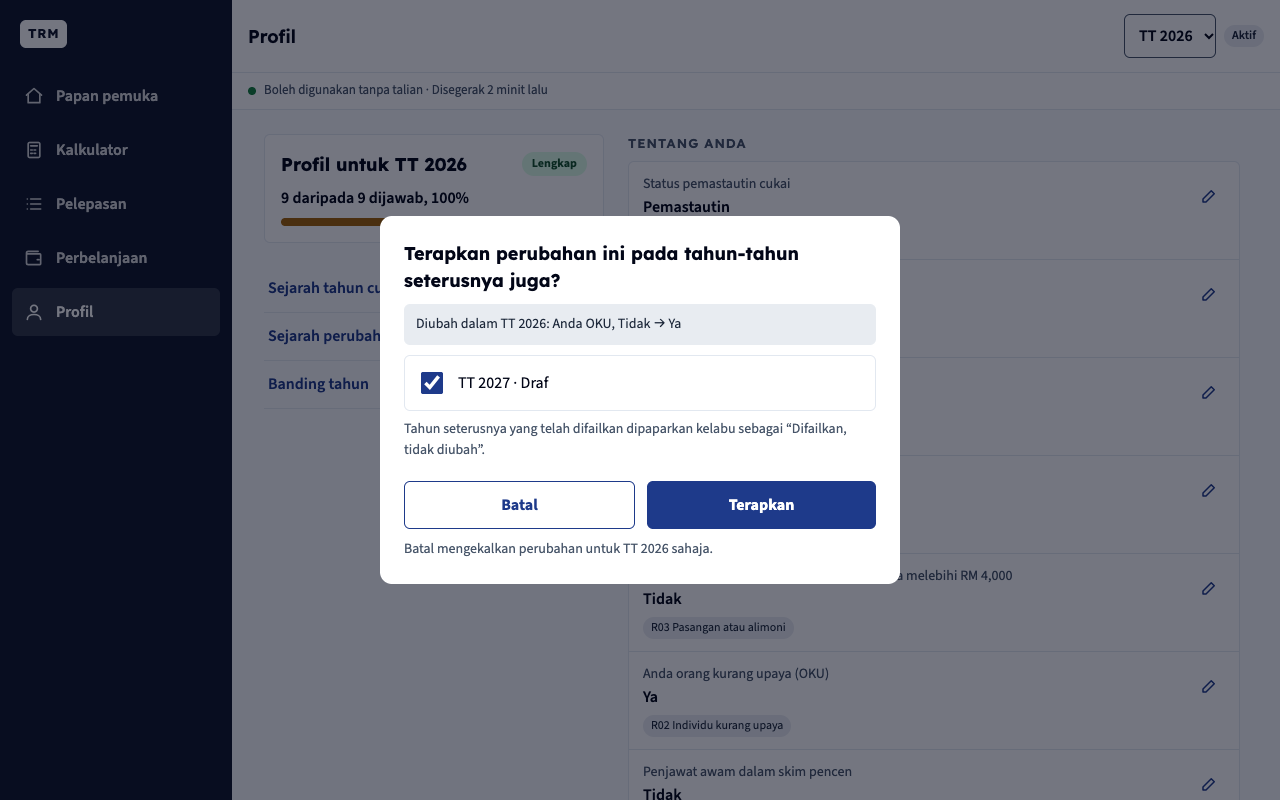 TRM
Papan pemuka
Kalkulator
Pelepasan
Perbelanjaan
Profil
Profil
TT 2026
Aktif
Boleh digunakan tanpa talian · Disegerak 2 minit lalu
Profil untuk TT 2026
Lengkap
9 daripada 9 dijawab, 100%
Sejarah tahun
Sejarah
Banding tahun
TENTANG ANDA
Status pemastautin cukai
Pemastautin
Terapkan perubahan ini pada tahun-tahun
seterusnya juga?
Diubah dalam TT 2026: Anda OKU, Tidak → Ya
TT 2027 · Draf
Tahun seterusnya yang telah difailkan dipaparkan kelabu sebagai “Difailkan,
tidak diubah”.
Batal
Terapkan
Batal mengekalkan perubahan untuk TT 2026 sahaja.
melebihi RM 4,000
Tidak
R03 Pasangan atau alimoni
Anda orang kurang upaya (OKU)
Ya
R02 Individu kurang upaya
Penjawat awam dalam skim pencen
Tidak